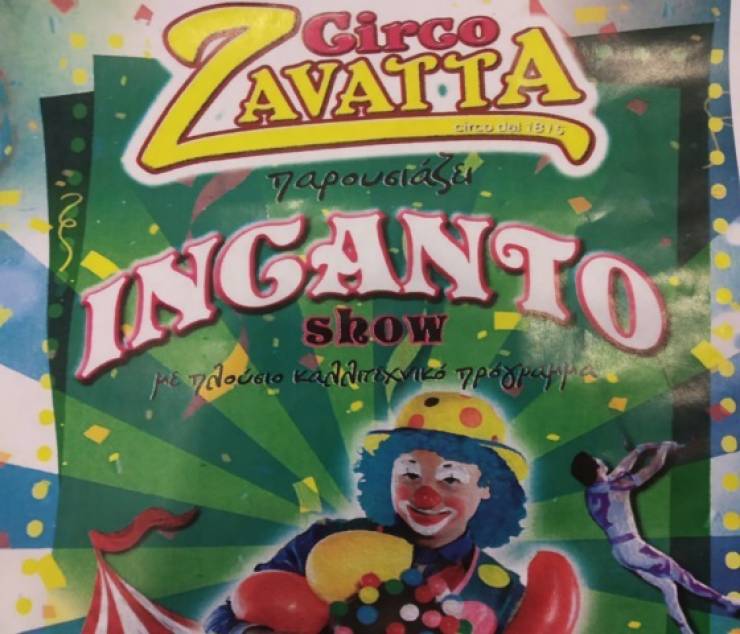 Circo
ZAVATTA
circo dal 1815
παρουσιάζει
INCANTO
show
με πλούσιο καλλιτεχνικό πρόγραμμα